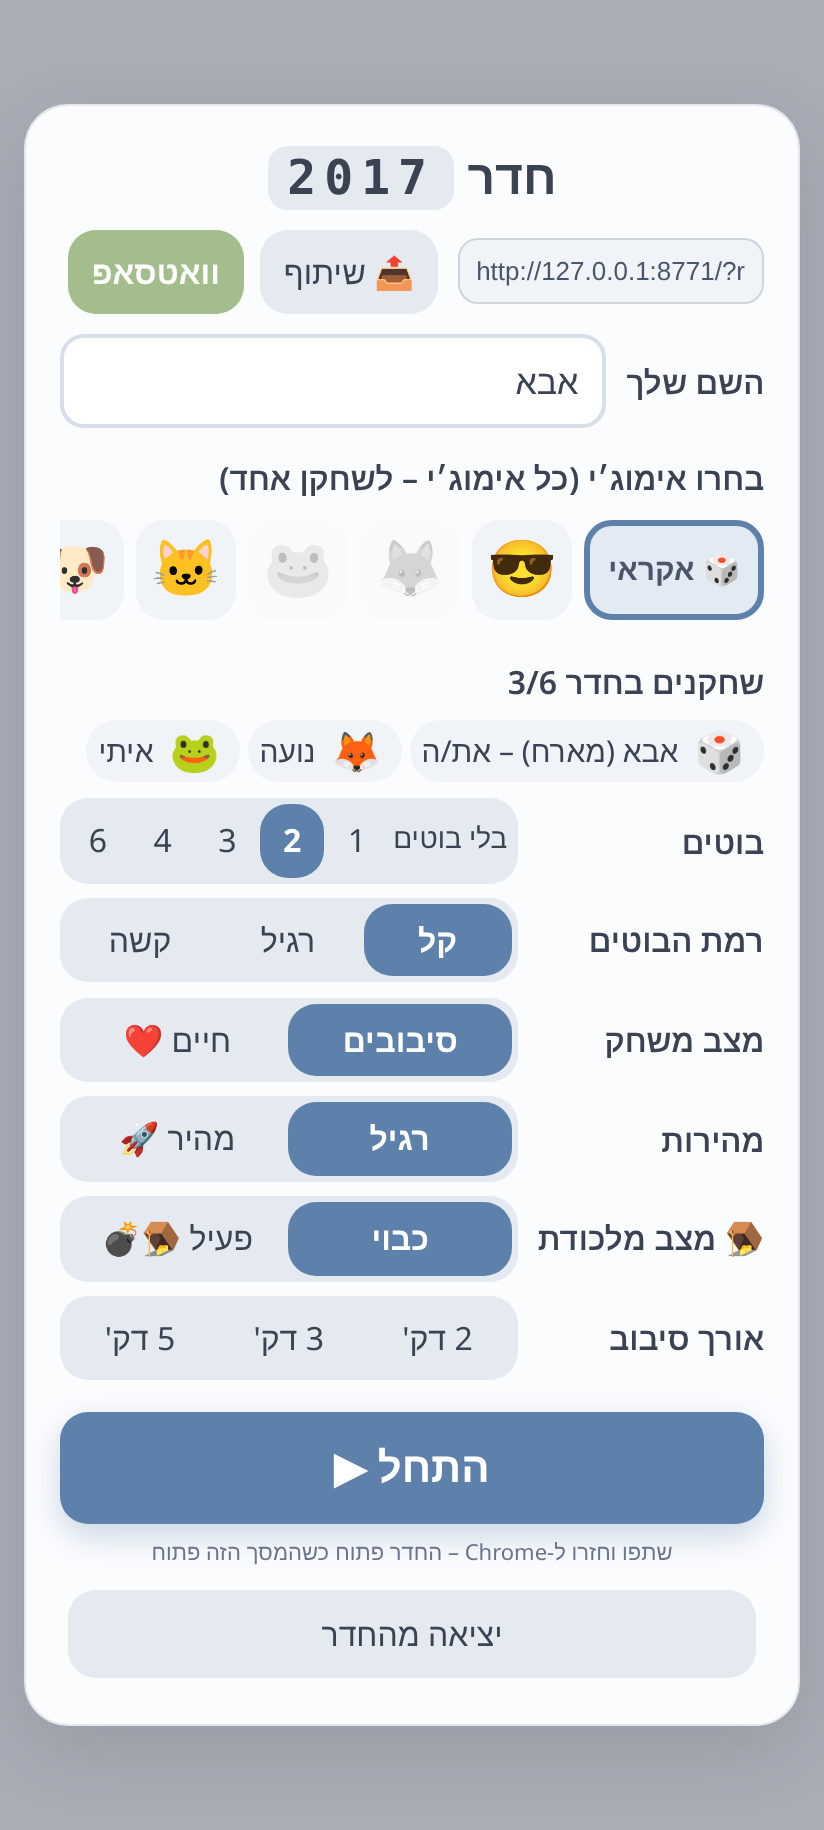 חדר 2017
http://127.0.0.1:8771/?r 📤 שיתוף וואטסאפ
השם שלך אבא
בחרו אימוג׳י (כל אימוג׳י – לשחקן אחד)
🎲 אקראי 😎 🦊 🐸 🐱 🐶
שחקנים בחדר 3/6
🎲 אבא (מארח) – את/ה 🦊 נועה 🐸 איתי
בוטים בלי בוטים 1 2 3 4 6
רמת הבוטים קל רגיל קשה
מצב משחק סיבובים חיים ❤️
מהירות רגיל מהיר 🚀
🪤 מצב מלכודת כבוי פעיל 🪤💣
אורך סיבוב 2 דק' 3 דק' 5 דק'
התחל ▶
שתפו וחזרו ל-Chrome – החדר פתוח כשהמסך הזה פתוח
יציאה מהחדר